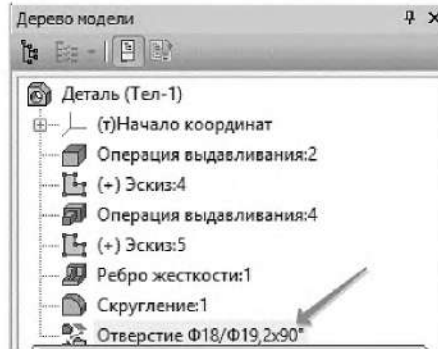 Дерево модели
Деталь (Тел-1)
(т)Начало координат
Операция выдавливания:2
(+) Эскиз:4
Операция выдавливания:4
(+) Эскиз:5
Ребро жесткости:1
Скругление:1
Отверстие Ф18/Ф19,2x90°